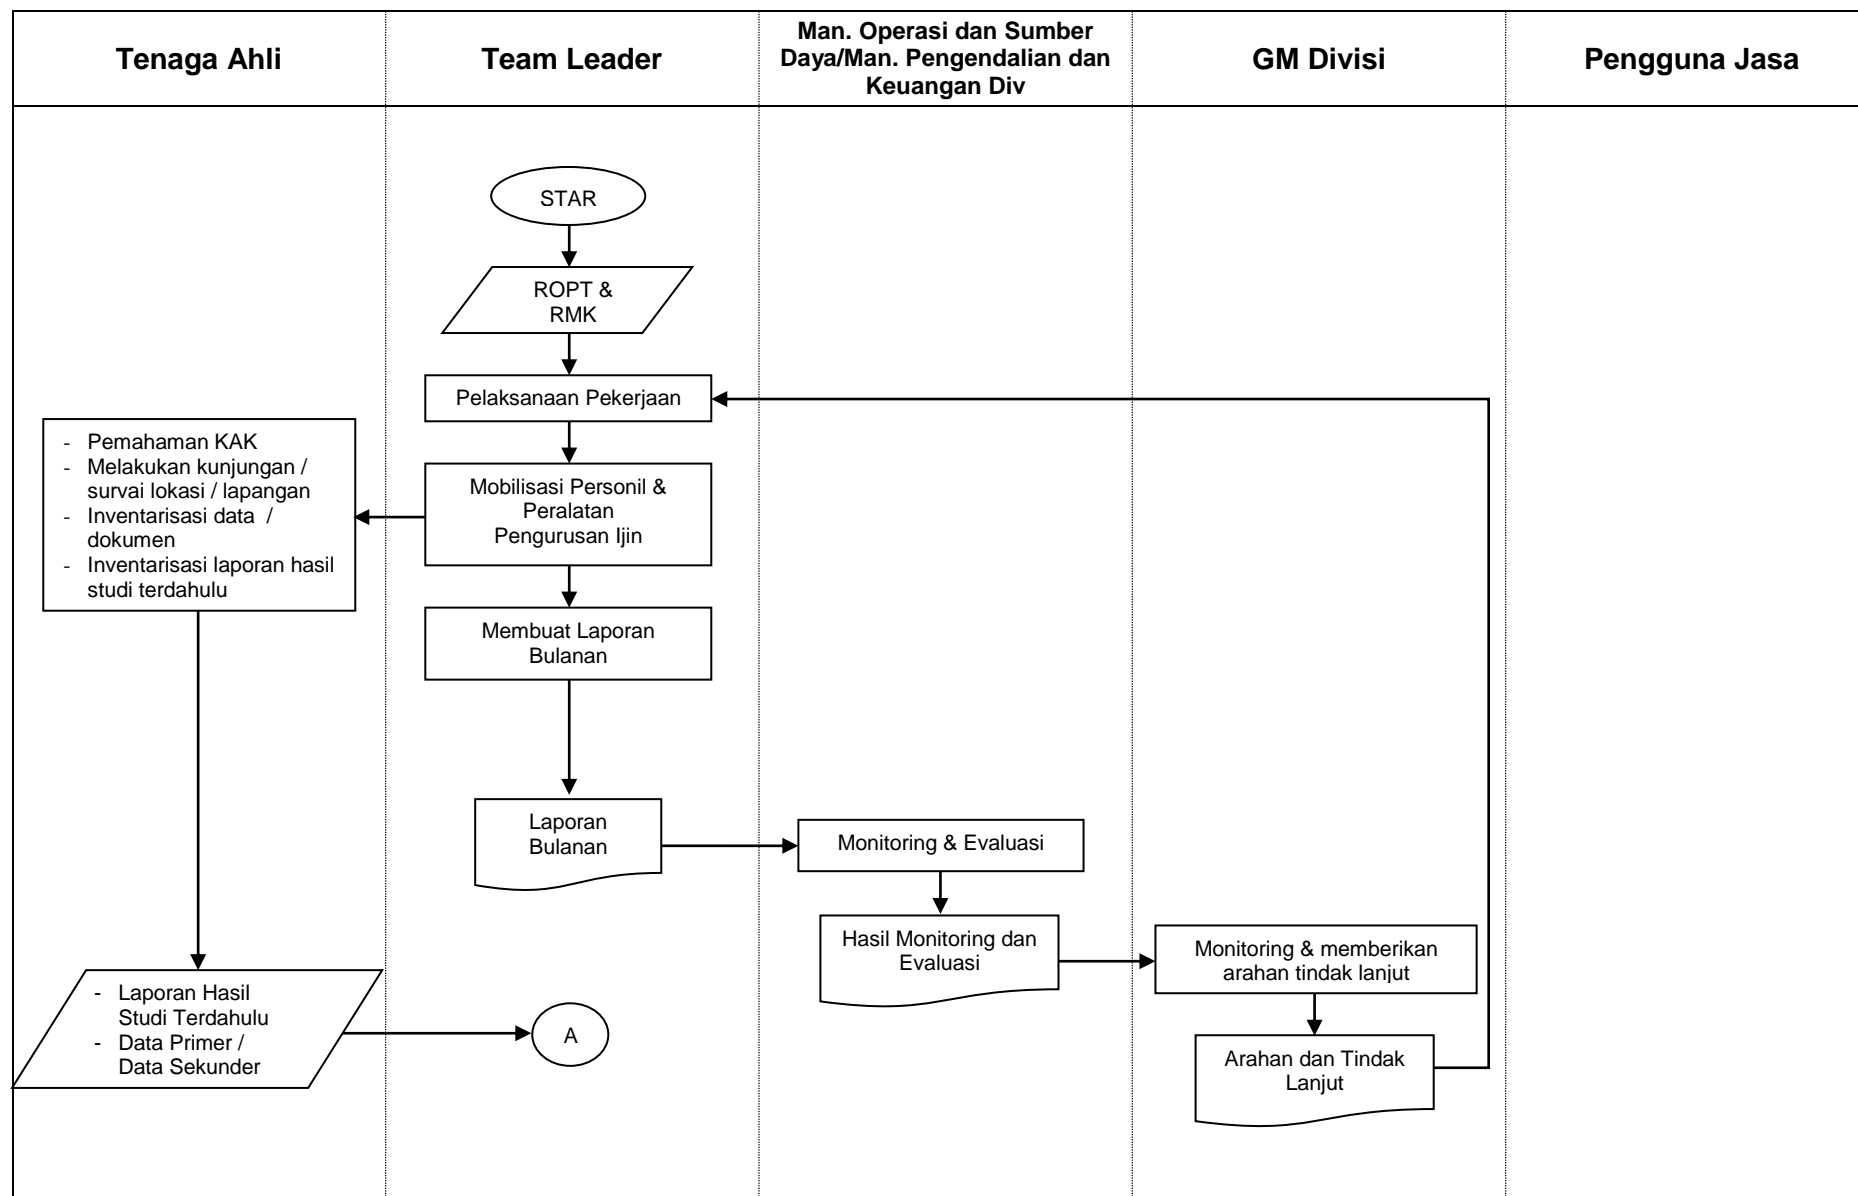 Tenaga Ahli
Team Leader
Man. Operasi dan Sumber
Daya/Man. Pengendalian dan
Keuangan Div
GM Divisi
Pengguna Jasa
STAR
ROPT &
RMK
Pelaksanaan Pekerjaan
- Pemahaman KAK
- Melakukan kunjungan /
survai lokasi / lapangan
- Inventarisasi data /
dokumen
- Inventarisasi laporan hasil
studi terdahulu
Mobilisasi Personil &
Peralatan
Pengurusan Ijin
Membuat Laporan
Bulanan
Laporan
Bulanan
Monitoring & Evaluasi
Hasil Monitoring dan
Evaluasi
Monitoring & memberikan
arahan tindak lanjut
- Laporan Hasil
Studi Terdahulu
- Data Primer /
Data Sekunder
A
Arahan dan Tindak
Lanjut